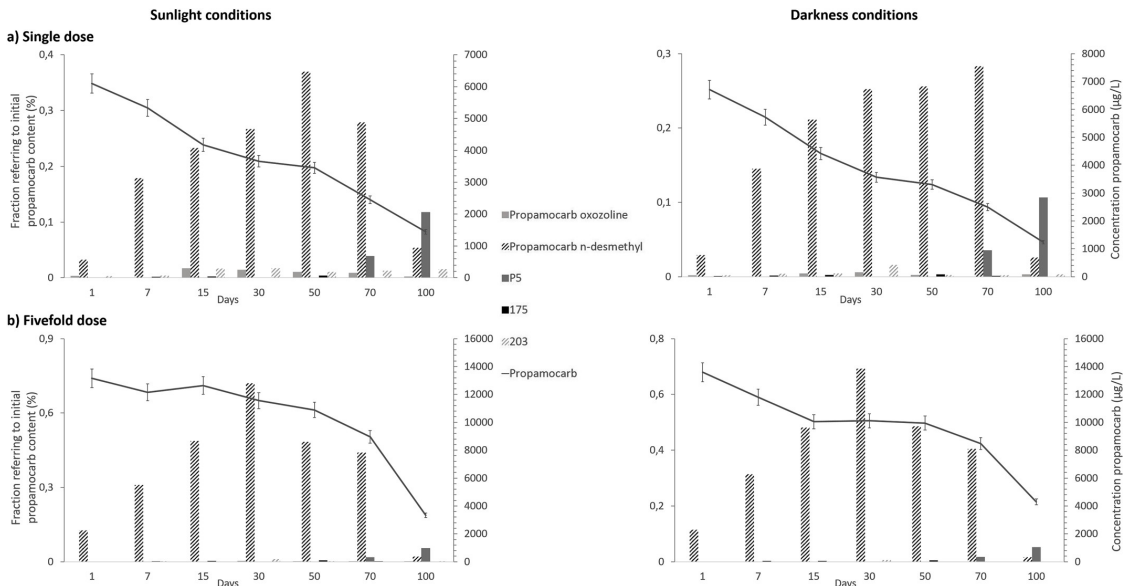 Sunlight conditions
Darkness conditions
a) Single dose
0,4
0,3
0,2
0,1
0
Fraction referring to initial
propamocarb content (%)
7000
6000
5000
4000
3000
2000
1000
0
1 7 15 30 50 70 100
Days
0,3
0,2
0,1
0
8000
7000
6000
5000
4000
3000
2000
1000
0
Concentration propamocarb (µg/L)
1 7 15 30 50 70 100
Days
Propamocarb oxozoline
Propamocarb n-desmethyl
P5
175
203
Propamocarb
b) Fivefold dose
0,9
0,6
0,3
0
Fraction referring to initial
propamocarb content (%)
16000
14000
12000
10000
8000
6000
4000
2000
0
1 7 15 30 50 70 100
Days
0,8
0,6
0,4
0,2
0
16000
14000
12000
10000
8000
6000
4000
2000
0
Concentration propamocarb (µg/L)
1 7 15 30 50 70 100
Days